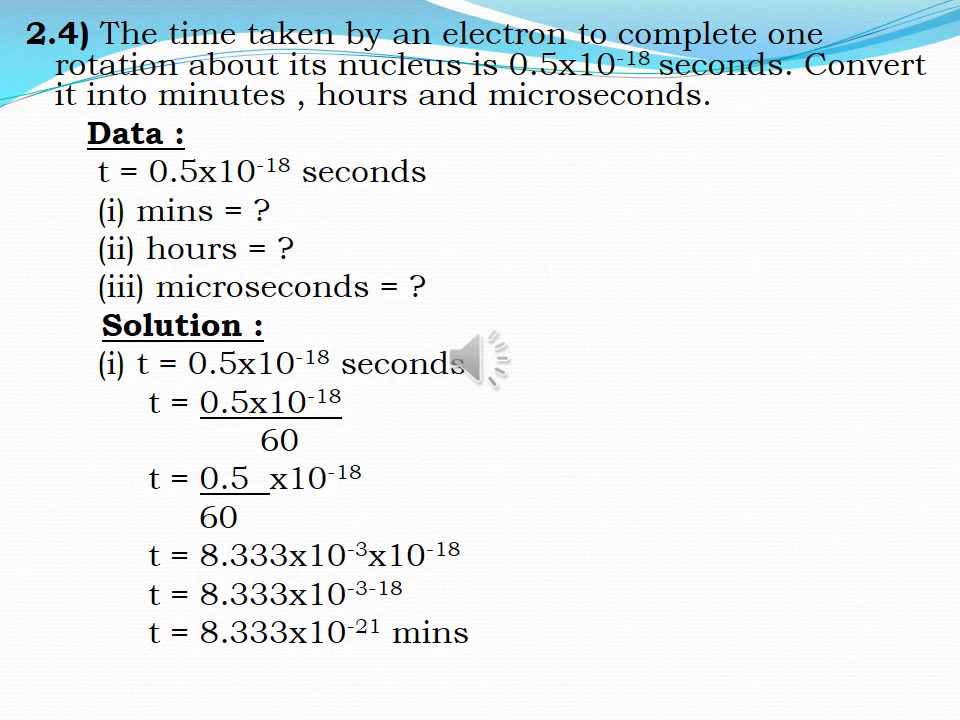 2.4) The time taken by an electron to complete one
rotation about its nucleus is 0.5x10⁻¹⁸ seconds. Convert
it into minutes , hours and microseconds.
Data :
t = 0.5x10⁻¹⁸ seconds
(i) mins = ?
(ii) hours = ?
(iii) microseconds = ?
Solution :
(i) t = 0.5x10⁻¹⁸ seconds
t = 0.5x10⁻¹⁸
60
t = 0.5 x10⁻¹⁸
60
t = 8.333x10⁻³x10⁻¹⁸
t = 8.333x10⁻³⁻¹⁸
t = 8.333x10⁻²¹ mins